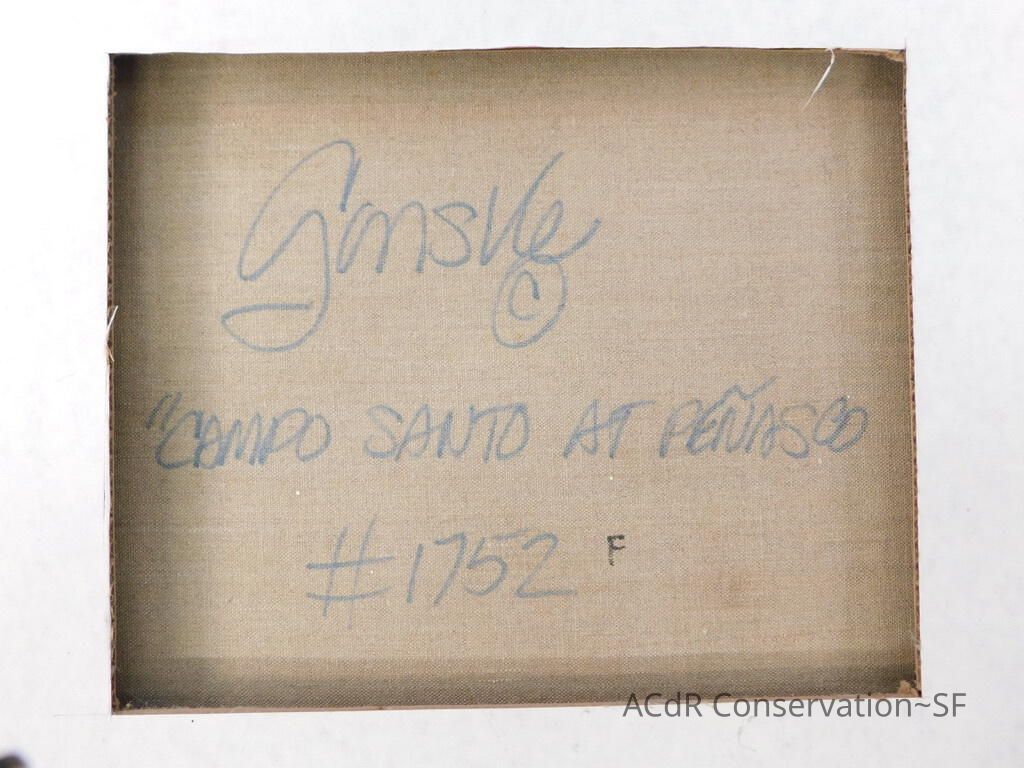 Gonske
©
"CAMPO SANTO AT PEÑASCO
#1752 F
ACdR Conservation~SF